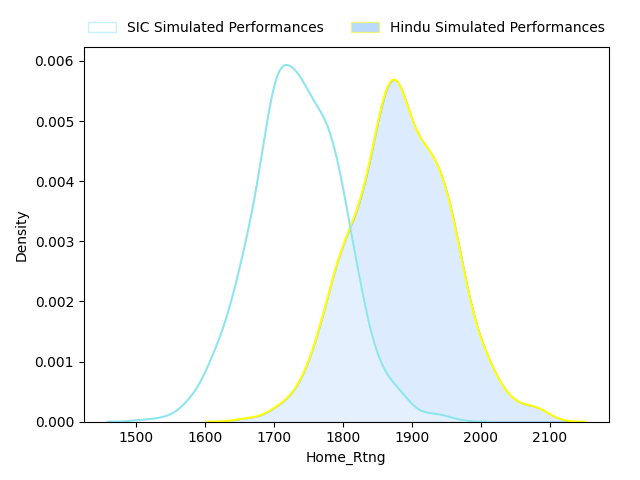 SIC Simulated Performances Hindu Simulated Performances
0.006
0.005
0.004
0.003
0.002
0.001
0.000
Density
1500 1600 1700 1800 1900 2000 2100
Home_Rtng